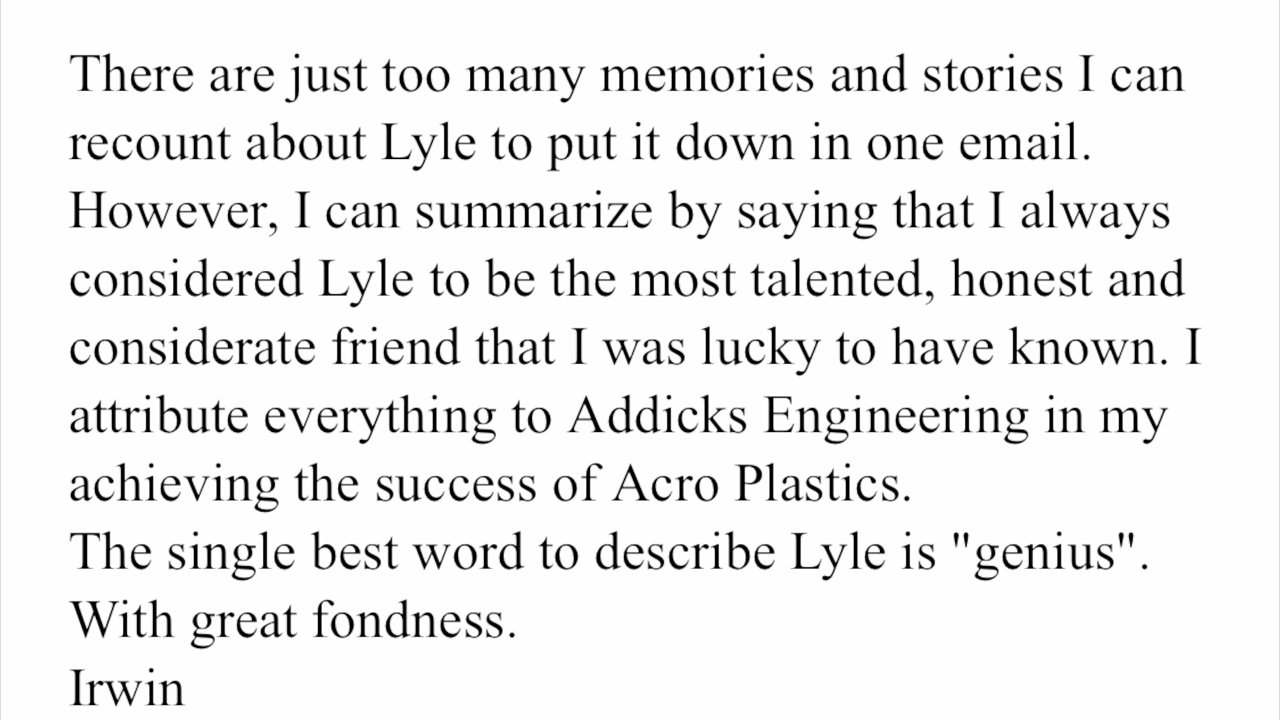 There are just too many memories and stories I can
recount about Lyle to put it down in one email.
However, I can summarize by saying that I always
considered Lyle to be the most talented, honest and
considerate friend that I was lucky to have known. I
attribute everything to Addicks Engineering in my
achieving the success of Acro Plastics.
The single best word to describe Lyle is "genius".
With great fondness.
Irwin